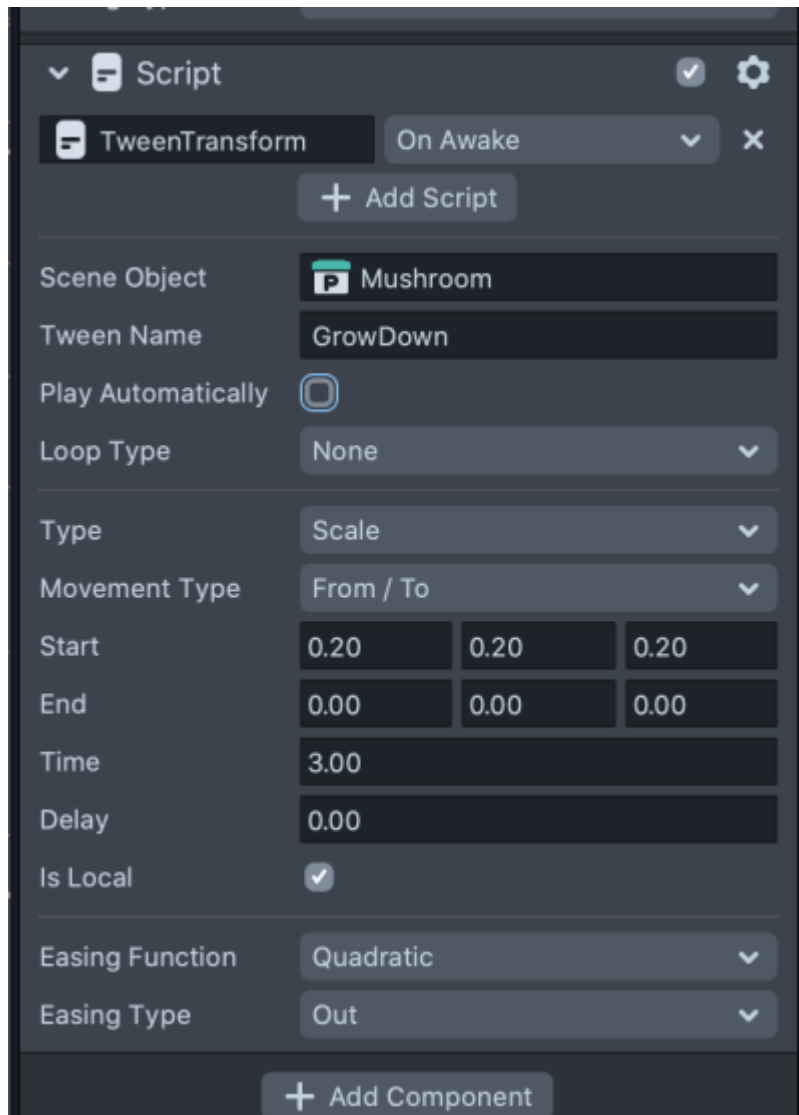 Script
TweenTransform On Awake
+ Add Script
Scene Object P Mushroom
Tween Name GrowDown
Play Automatically
Loop Type None
Type Scale
Movement Type From / To
Start 0.20 0.20 0.20
End 0.00 0.00 0.00
Time 3.00
Delay 0.00
Is Local
Easing Function Quadratic
Easing Type Out
+ Add Component